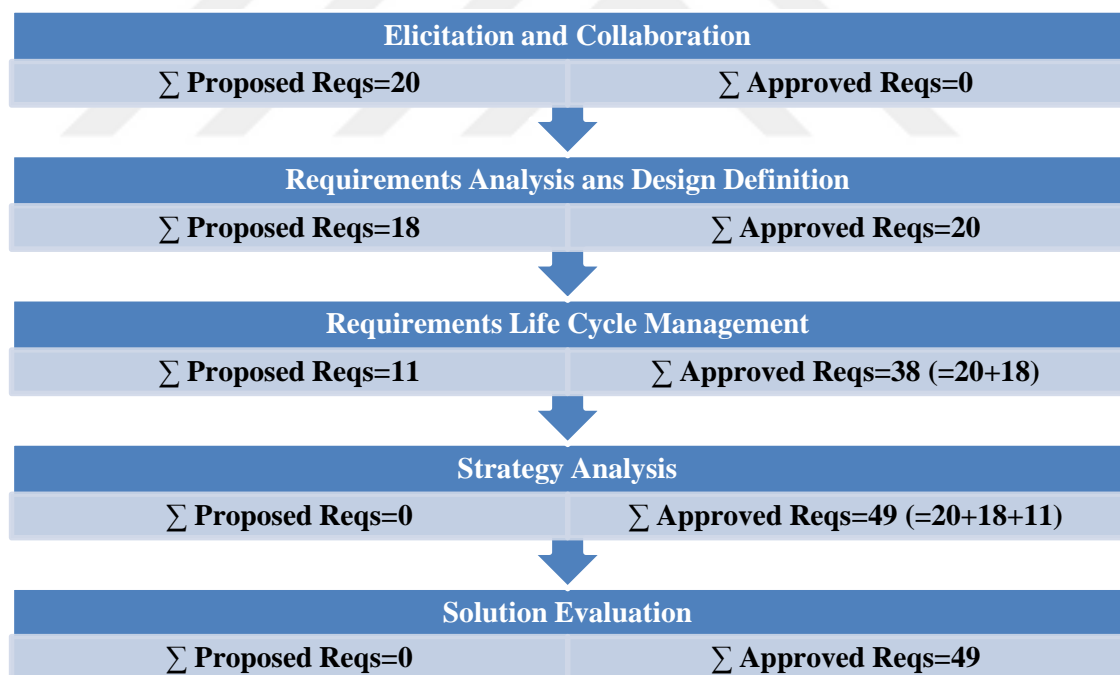 Elicitation and Collaboration
∑ Proposed Reqs=20 ∑ Approved Reqs=0
Requirements Analysis ans Design Definition
∑ Proposed Reqs=18 ∑ Approved Reqs=20
Requirements Life Cycle Management
∑ Proposed Reqs=11 ∑ Approved Reqs=38 (=20+18)
Strategy Analysis
∑ Proposed Reqs=0 ∑ Approved Reqs=49 (=20+18+11)
Solution Evaluation
∑ Proposed Reqs=0 ∑ Approved Reqs=49